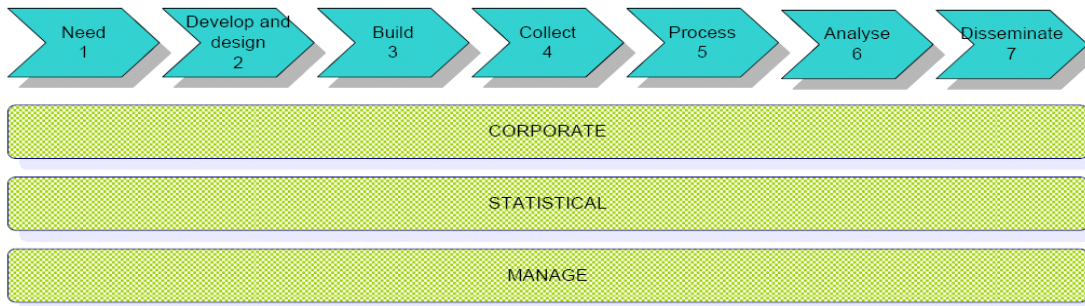 Need
1
Develop and
design
2
Build
3
Collect
4
Process
5
Analyse
6
Disseminate
7
CORPORATE
STATISTICAL
MANAGE